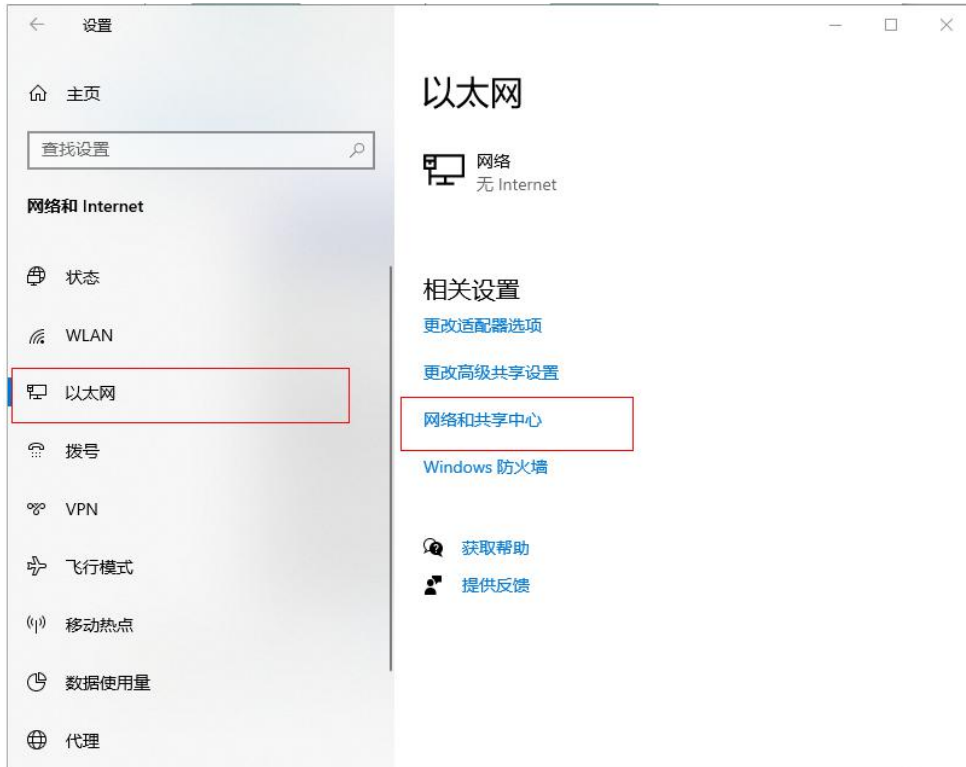 设置
主页
查找设置
网络和 Internet
状态
WLAN
以太网
拨号
VPN
飞行模式
移动热点
数据使用量
代理
以太网
网络
无 Internet
相关设置
更改适配器选项
更改高级共享设置
网络和共享中心
Windows 防火墙
获取帮助
提供反馈